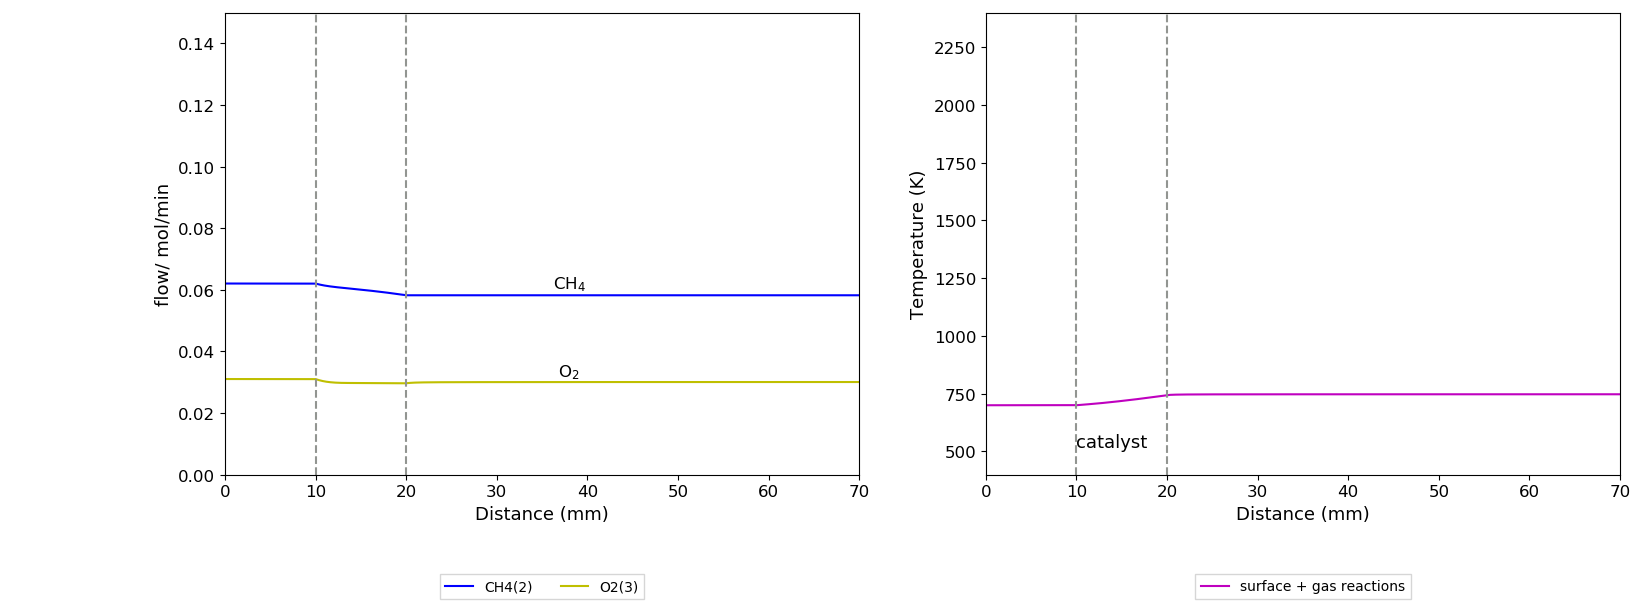 0.14
0.12
0.10
0.08
0.06
0.04
0.02
0.00
flow/ mol/min
CH₄
O₂
0 10 20 30 40 50 60 70
Distance (mm)
CH4(2) O2(3)
2250
2000
1750
1500
1250
1000
750
500
Temperature (K)
catalyst
0 10 20 30 40 50 60 70
Distance (mm)
surface + gas reactions